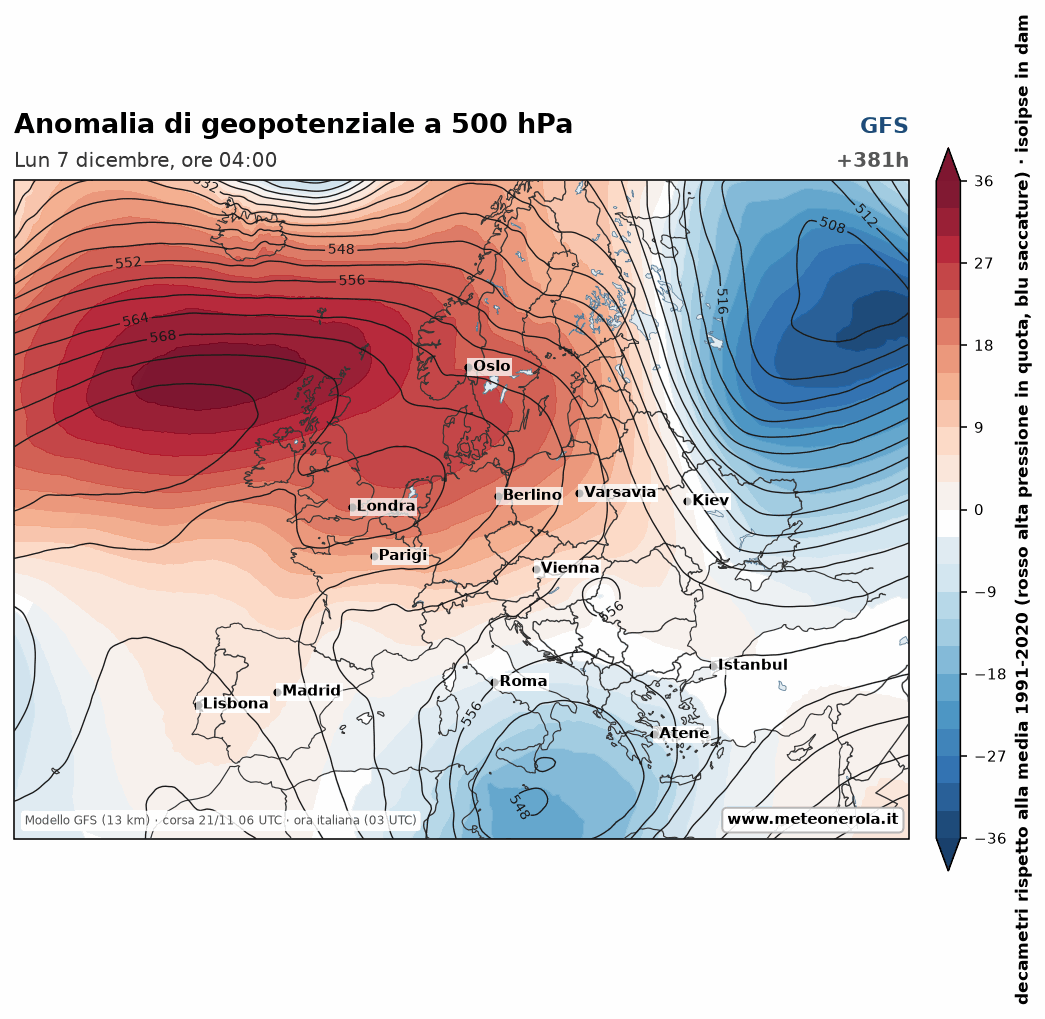 Anomalia di geopotenziale a 500 hPa
GFS
Lun 7 dicembre, ore 04:00
+381h
532
548
552
556
564
568
508
512
516
Oslo
Londra
Berlino
Varsavia
Kiev
Parigi
Vienna
556
Istanbul
Roma
Madrid
Lisbona
556
Atene
548
Modello GFS (13 km) · corsa 21/11 06 UTC · ora italiana (03 UTC)
www.meteonerola.it
36
27
18
9
0
−9
−18
−27
−36
decametri rispetto alla media 1991-2020 (rosso alta pressione in quota, blu saccature) · isoipse in dam